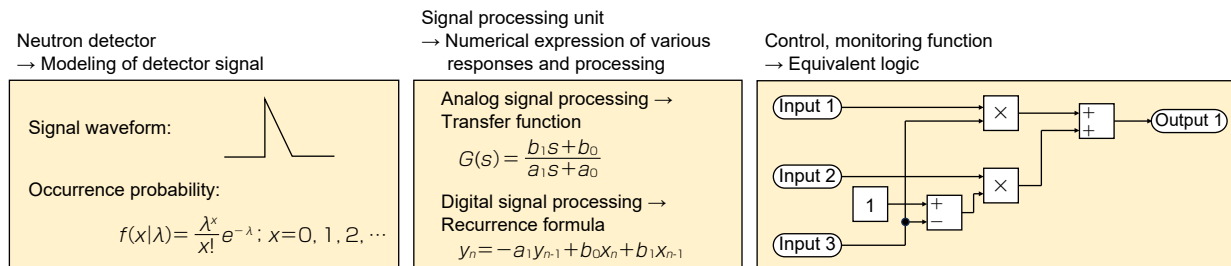 Neutron detector
→ Modeling of detector signal
Signal waveform:
Occurrence probability:
f(x|λ)= λˣ/x! e^{−λ}; x=0, 1, 2, ⋯
Signal processing unit
→ Numerical expression of various
responses and processing
Analog signal processing →
Transfer function
G(s)= b₁s+b₀/a₁s+a₀
Digital signal processing →
Recurrence formula
yₙ=−a₁yₙ₋₁+b₀xₙ+b₁xₙ₋₁
Control, monitoring function
→ Equivalent logic
Input 1
×
+
+
Output 1
Input 2
×
1
+
−
Input 3